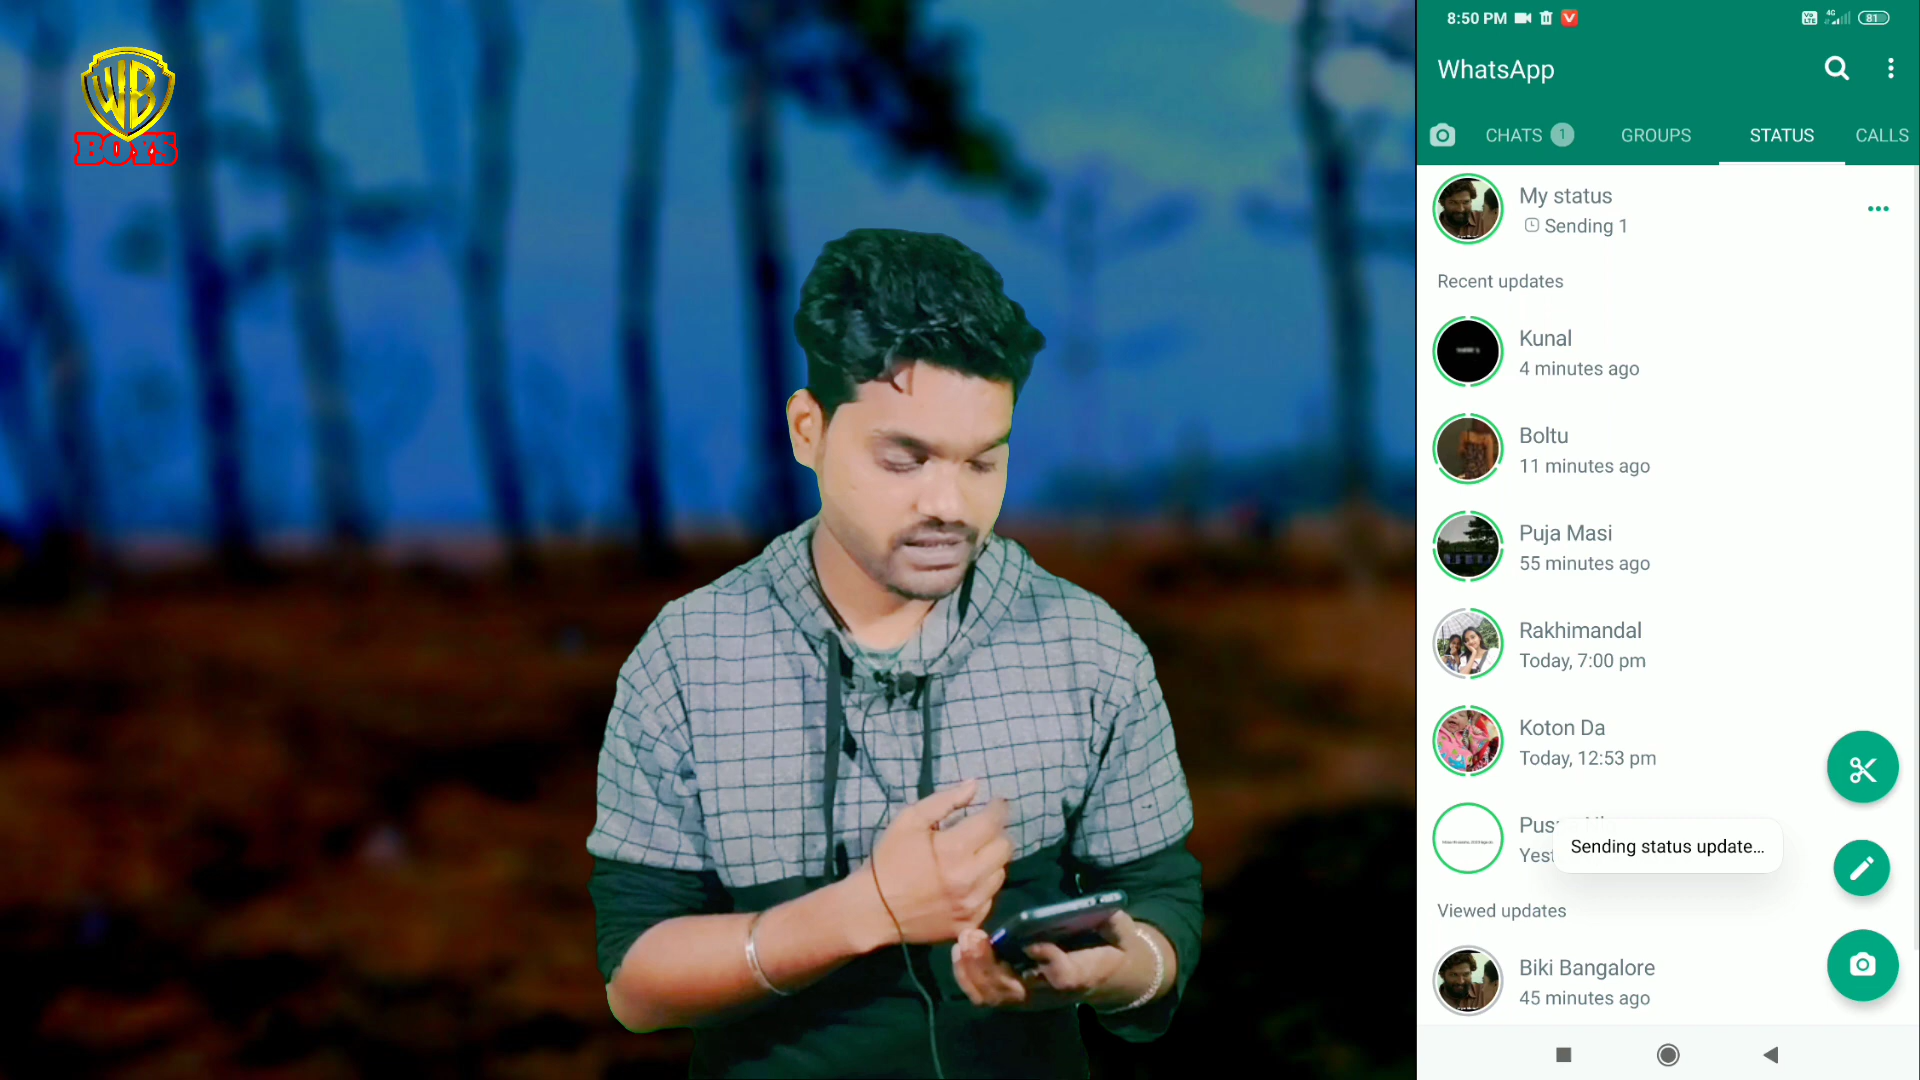 WB
BOYS
8:50 PM
4G
81
WhatsApp
CHATS 1
GROUPS
STATUS
CALLS
My status
Sending 1
Recent updates
Kunal
4 minutes ago
Boltu
11 minutes ago
Puja Masi
55 minutes ago
Rakhimandal
Today, 7:00 pm
Koton Da
Today, 12:53 pm
Sending status update...
Viewed updates
Biki Bangalore
45 minutes ago